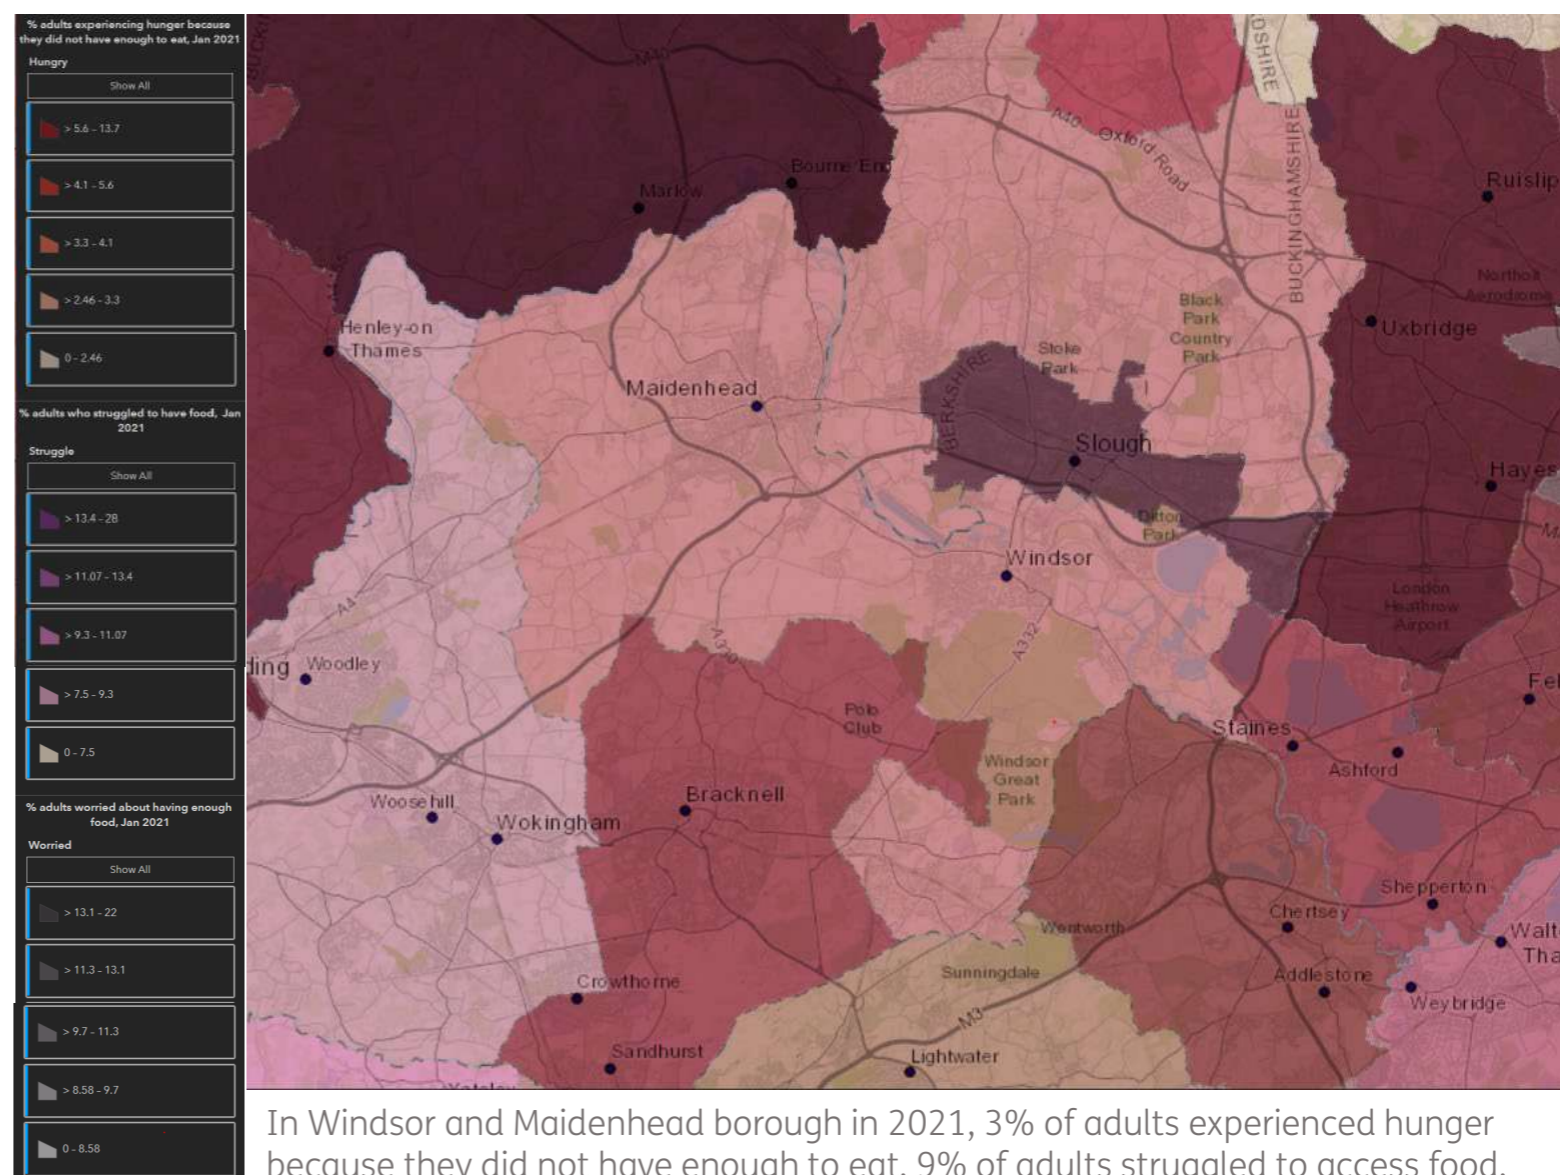 % adults experiencing hunger because
they did not have enough to eat, Jan 2021
Hungry
Show All
> 5.6 - 13.7
> 4.1 - 5.6
> 3.3 - 4.1
> 2.46 - 3.3
0 - 2.46
% adults who struggled to have food, Jan
2021
Struggle
Show All
> 13.4 - 28
> 11.07 - 13.4
> 9.3 - 11.07
> 7.5 - 9.3
0 - 7.5
% adults worried about having enough
food, Jan 2021
Worried
Show All
> 13.1 - 22
> 11.3 - 13.1
> 9.7 - 11.3
> 8.58 - 9.7
0 - 8.58
M40
A40
Oxford Road
DSHIRE
BUCKINGHAMSHIRE
Marlow
Bourne End
Ruislip
Northolt
Aerodrome
Uxbridge
Black
Park
Country
Park
Stoke
Park
Henley-on
Thames
Maidenhead
BERKSHIRE
Slough
Hayes
Ditton
Park
Windsor
London
Heathrow
Airport
A4
A330
A332
ding
Woodley
Polo
Club
Staines
Ashford
Fel
Windsor
Great
Park
Woosehill
Wokingham
Bracknell
Shepperton
Chertsey
Walt
Tha
Wentworth
Sunningdale
Addlestone
Weybridge
Crowthorne
M3
Sandhurst
Lightwater
Yateley
In Windsor and Maidenhead borough in 2021, 3% of adults experienced hunger
because they did not have enough to eat. 9% of adults struggled to access food.